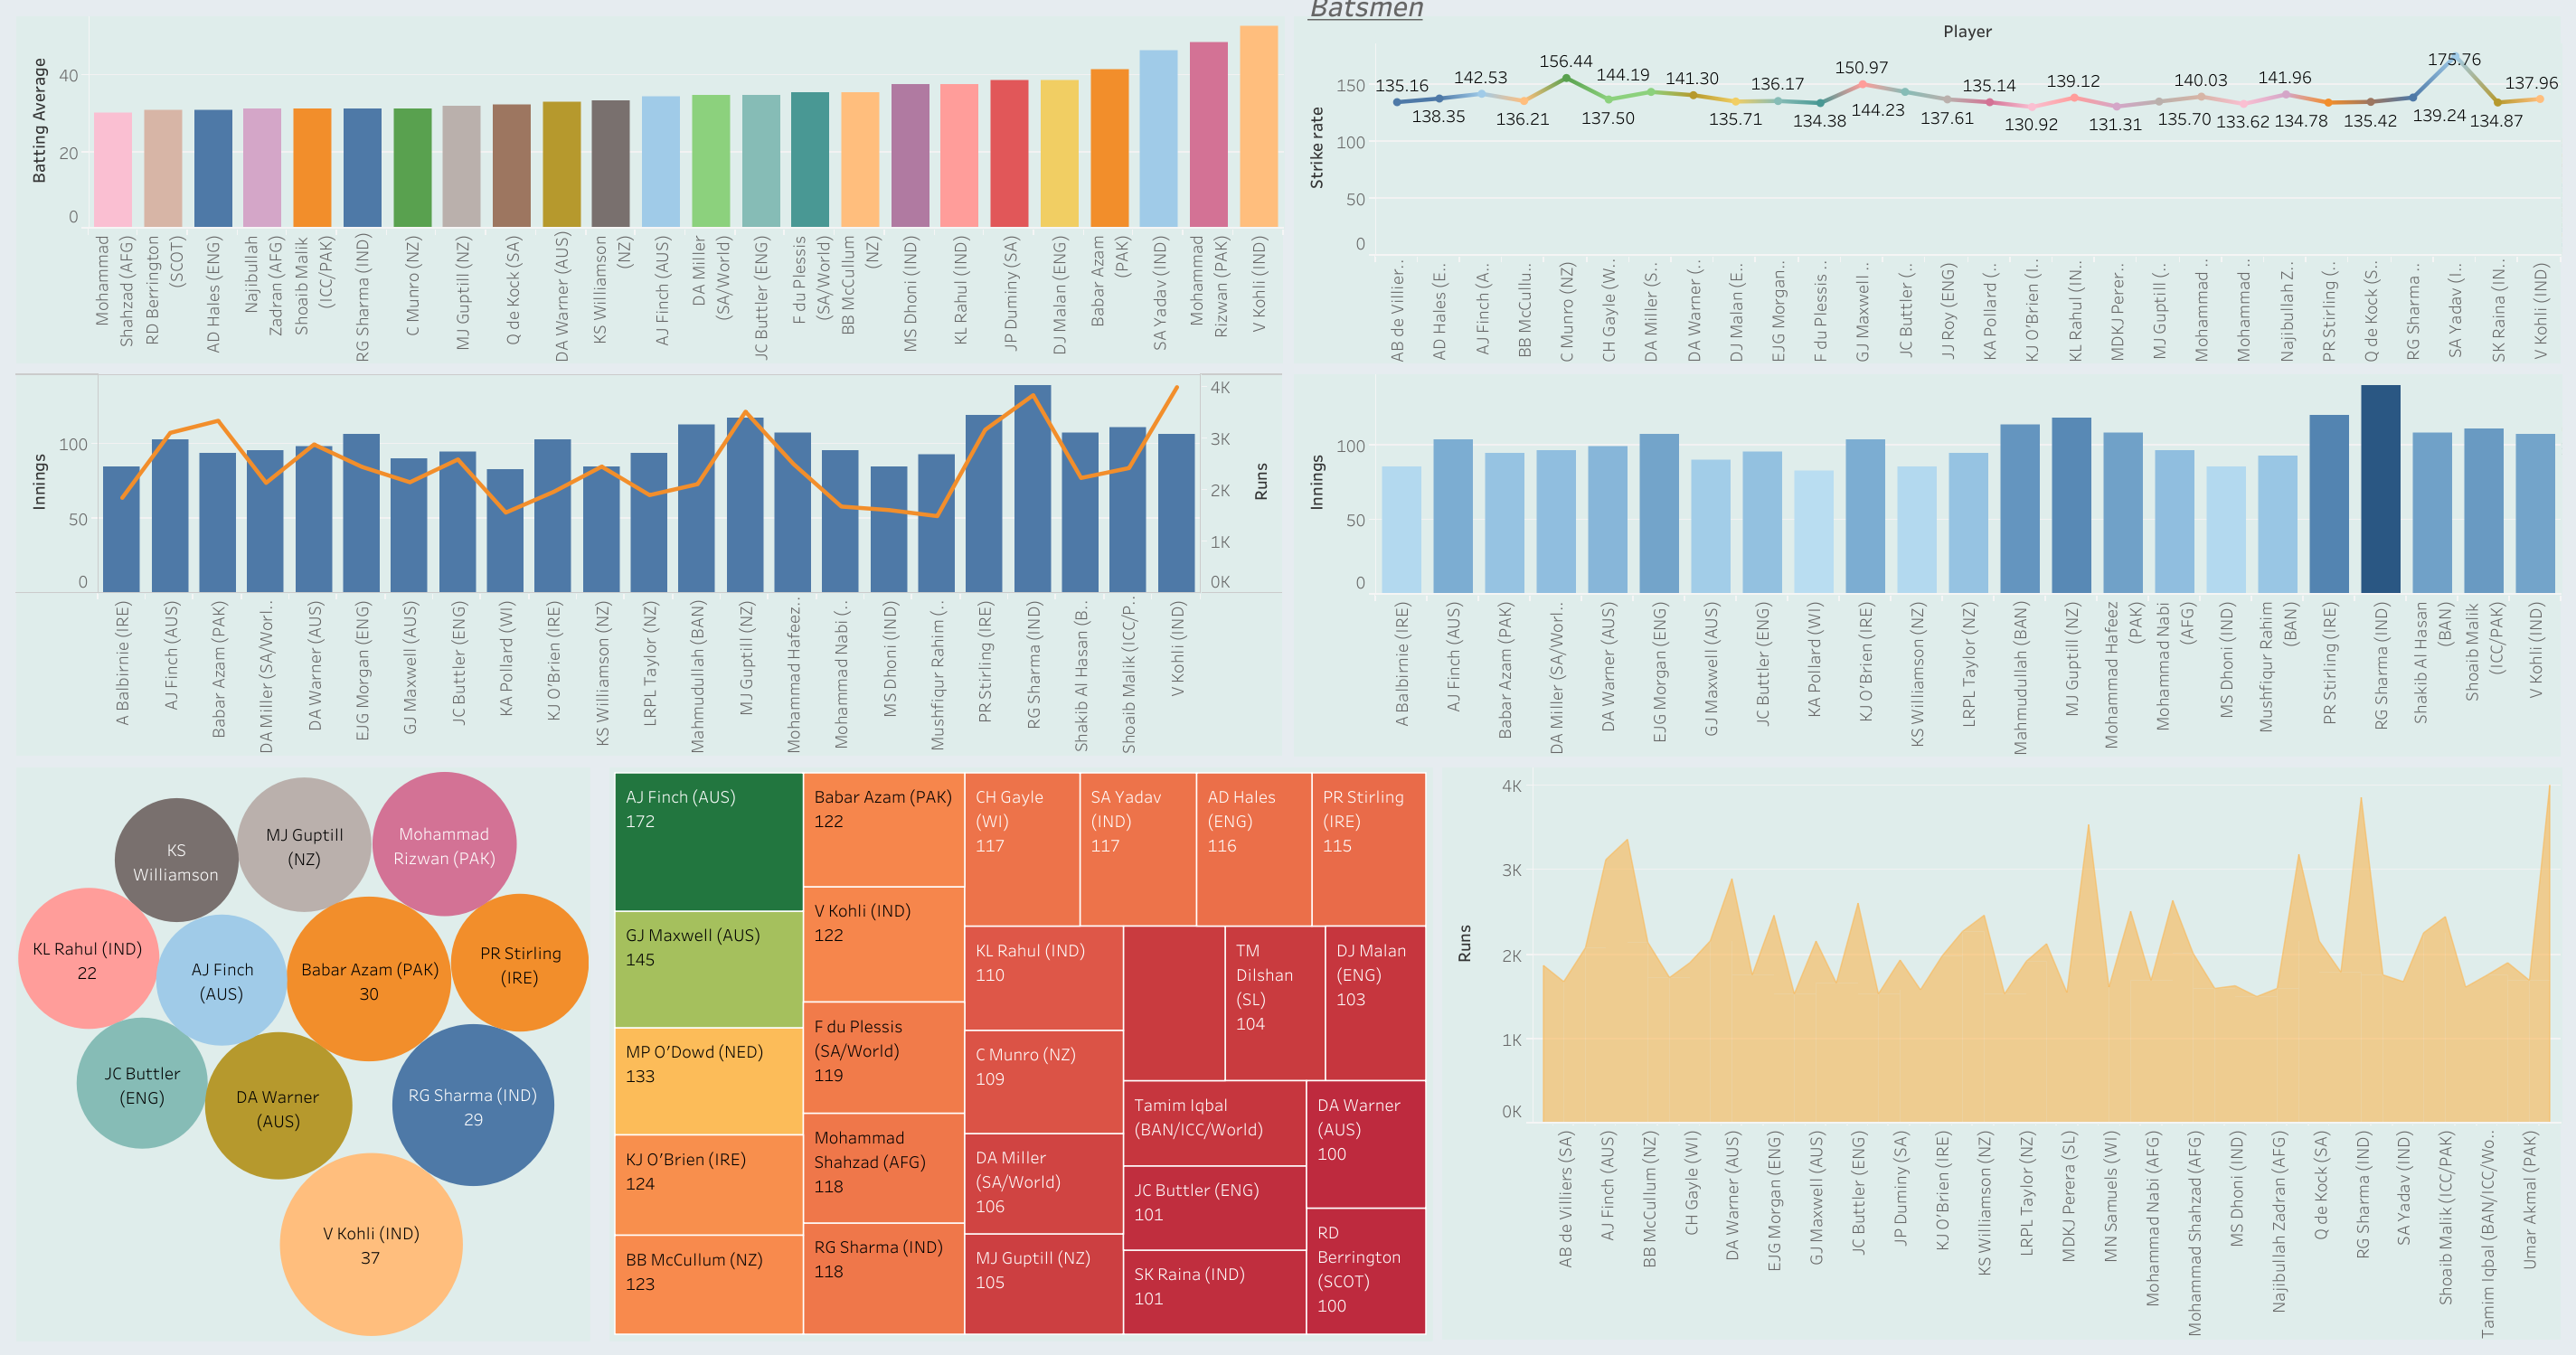 Batsmen
Batting Average
40
20
0
Mohammad
Shahzad (AFG)
RD Berrington
(SCOT)
AD Hales (ENG)
Najibullah
Zadran (AFG)
Shoaib Malik
(ICC/PAK)
RG Sharma (IND)
C Munro (NZ)
MJ Guptill (NZ)
Q de Kock (SA)
DA Warner (AUS)
KS Williamson
(NZ)
AJ Finch (AUS)
DA Miller
(SA/World)
JC Buttler (ENG)
F du Plessis
(SA/World)
BB McCullum
(NZ)
MS Dhoni (IND)
KL Rahul (IND)
JP Duminy (SA)
DJ Malan (ENG)
Babar Azam
(PAK)
SA Yadav (IND)
Mohammad
Rizwan (PAK)
V Kohli (IND)
Player
Strike rate
150
100
50
0
135.16
138.35
142.53
136.21
156.44
137.50
144.19
141.30
135.71
136.17
134.38
150.97
144.23
137.61
135.14
130.92
139.12
131.31
135.70
140.03
133.62
141.96
134.78
135.42
139.24
175.76
134.87
137.96
AB de Villier..
AD Hales (E..
AJ Finch (A..
BB McCullu..
C Munro (NZ)
CH Gayle (W..
DA Miller (S..
DA Warner (..
DJ Malan (E..
EJG Morgan..
F du Plessis ..
GJ Maxwell ..
JC Buttler (..
JJ Roy (ENG)
KA Pollard (..
KJ O'Brien (I..
KL Rahul (IN..
MDKJ Perer..
MJ Guptill (..
Mohammad ..
Mohammad ..
Najibullah Z..
PR Stirling (..
Q de Kock (S..
RG Sharma ..
SA Yadav (I..
SK Raina (IN..
V Kohli (IND)
Innings
100
50
0
4K
3K
2K
1K
0K
Runs
A Balbirnie (IRE)
AJ Finch (AUS)
Babar Azam (PAK)
DA Miller (SA/Worl..
DA Warner (AUS)
EJG Morgan (ENG)
GJ Maxwell (AUS)
JC Buttler (ENG)
KA Pollard (WI)
KJ O'Brien (IRE)
KS Williamson (NZ)
LRPL Taylor (NZ)
Mahmudullah (BAN)
MJ Guptill (NZ)
Mohammad Hafeez..
Mohammad Nabi (..
MS Dhoni (IND)
Mushfiqur Rahim (..
PR Stirling (IRE)
RG Sharma (IND)
Shakib Al Hasan (B..
Shoaib Malik (ICC/P..
V Kohli (IND)
Innings
100
50
0
A Balbirnie (IRE)
AJ Finch (AUS)
Babar Azam (PAK)
DA Miller (SA/Worl..
DA Warner (AUS)
EJG Morgan (ENG)
GJ Maxwell (AUS)
JC Buttler (ENG)
KA Pollard (WI)
KJ O'Brien (IRE)
KS Williamson (NZ)
LRPL Taylor (NZ)
Mahmudullah (BAN)
MJ Guptill (NZ)
Mohammad Hafeez
(PAK)
Mohammad Nabi
(AFG)
MS Dhoni (IND)
Mushfiqur Rahim
(BAN)
PR Stirling (IRE)
RG Sharma (IND)
Shakib Al Hasan
(BAN)
Shoaib Malik
(ICC/PAK)
V Kohli (IND)
KS
Williamson
MJ Guptill
(NZ)
Mohammad
Rizwan (PAK)
KL Rahul (IND)
22
AJ Finch
(AUS)
Babar Azam (PAK)
30
PR Stirling
(IRE)
JC Buttler
(ENG)
DA Warner
(AUS)
RG Sharma (IND)
29
V Kohli (IND)
37
AJ Finch (AUS)
172
GJ Maxwell (AUS)
145
MP O'Dowd (NED)
133
KJ O'Brien (IRE)
124
BB McCullum (NZ)
123
Babar Azam (PAK)
122
V Kohli (IND)
122
F du Plessis
(SA/World)
119
Mohammad
Shahzad (AFG)
118
RG Sharma (IND)
118
CH Gayle
(WI)
117
SA Yadav
(IND)
117
AD Hales
(ENG)
116
PR Stirling
(IRE)
115
KL Rahul (IND)
110
C Munro (NZ)
109
DA Miller
(SA/World)
106
MJ Guptill (NZ)
105
TM
Dilshan
(SL)
104
DJ Malan
(ENG)
103
Tamim Iqbal
(BAN/ICC/World)
JC Buttler (ENG)
101
SK Raina (IND)
101
DA Warner
(AUS)
100
RD
Berrington
(SCOT)
100
Runs
4K
3K
2K
1K
0K
AB de Villiers (SA)
AJ Finch (AUS)
BB McCullum (NZ)
CH Gayle (WI)
DA Warner (AUS)
EJG Morgan (ENG)
GJ Maxwell (AUS)
JC Buttler (ENG)
JP Duminy (SA)
KJ O'Brien (IRE)
KS Williamson (NZ)
LRPL Taylor (NZ)
MDKJ Perera (SL)
MN Samuels (WI)
Mohammad Nabi (AFG)
Mohammad Shahzad (AFG)
MS Dhoni (IND)
Najibullah Zadran (AFG)
Q de Kock (SA)
RG Sharma (IND)
SA Yadav (IND)
Shoaib Malik (ICC/PAK)
Tamim Iqbal (BAN/ICC/Wo..
Umar Akmal (PAK)